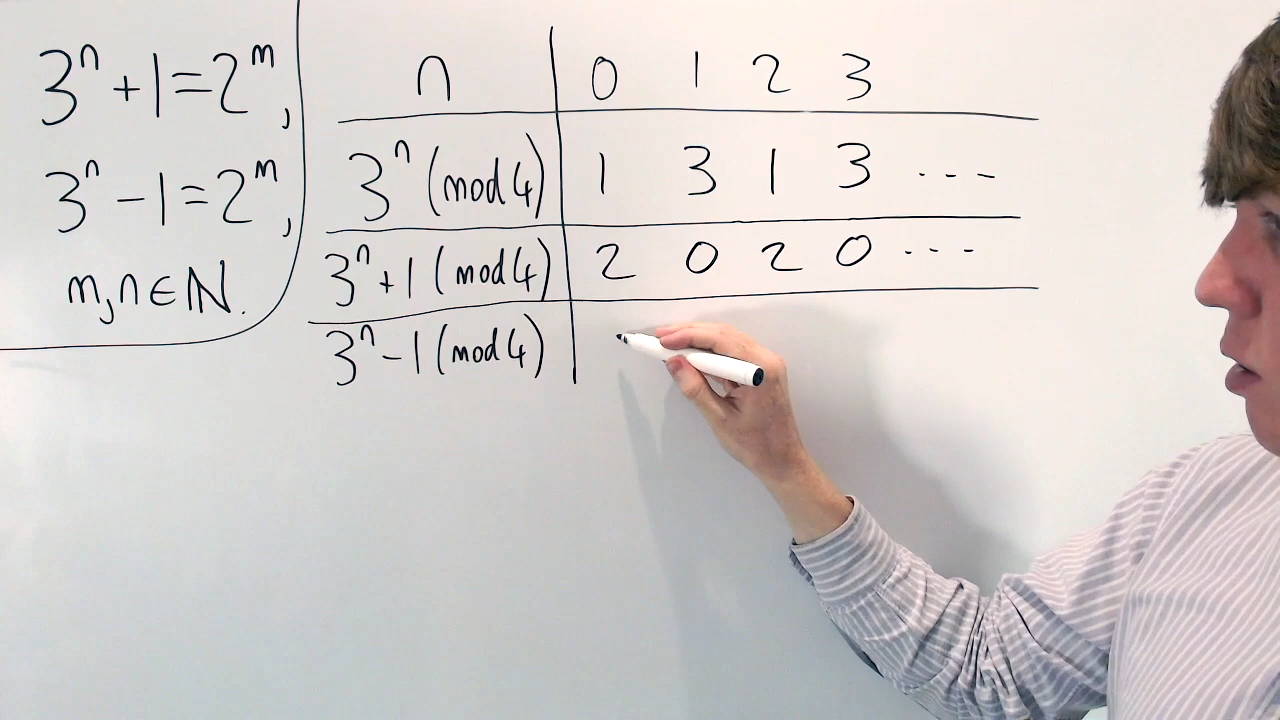 3ⁿ + 1 = 2ᵐ,
3ⁿ - 1 = 2ᵐ,
m, n ∈ ℕ.
n 0 1 2 3
3ⁿ (mod 4) 1 3 1 3 ...
3ⁿ + 1 (mod 4) 2 0 2 0 ...
3ⁿ - 1 (mod 4)